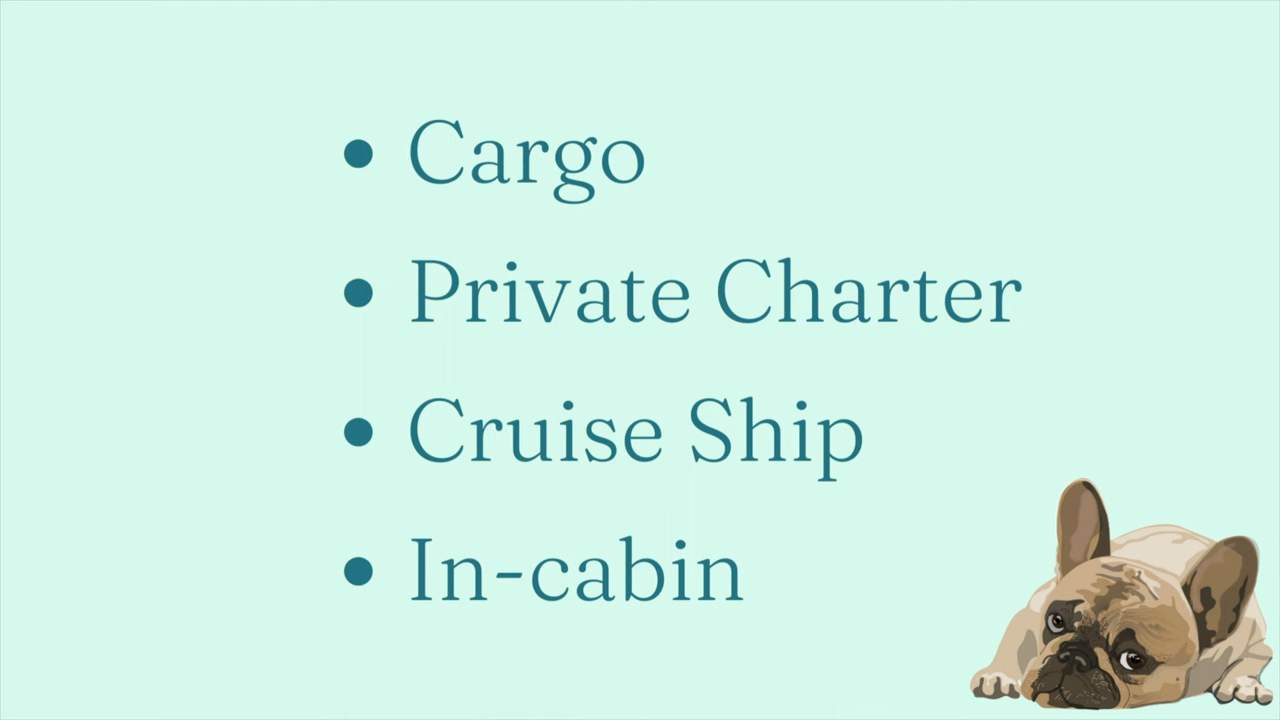 • Cargo
• Private Charter
• Cruise Ship
• In-cabin